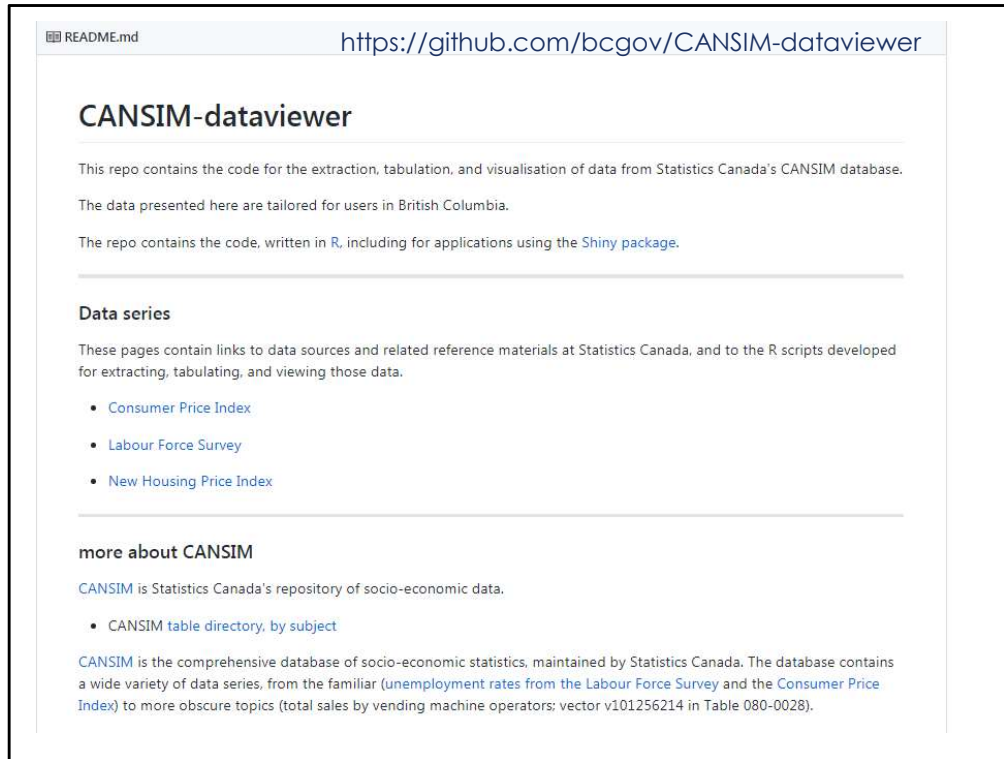 README.md
https://github.com/bcgov/CANSIM-dataviewer
CANSIM-dataviewer
This repo contains the code for the extraction, tabulation, and visualisation of data from Statistics Canada's CANSIM database.
The data presented here are tailored for users in British Columbia.
The repo contains the code, written in R, including for applications using the Shiny package.
Data series
These pages contain links to data sources and related reference materials at Statistics Canada, and to the R scripts developed
for extracting, tabulating, and viewing those data.
• Consumer Price Index
• Labour Force Survey
• New Housing Price Index
more about CANSIM
CANSIM is Statistics Canada's repository of socio-economic data.
• CANSIM table directory, by subject
CANSIM is the comprehensive database of socio-economic statistics, maintained by Statistics Canada. The database contains
a wide variety of data series, from the familiar (unemployment rates from the Labour Force Survey and the Consumer Price
Index) to more obscure topics (total sales by vending machine operators; vector v101256214 in Table 080-0028).